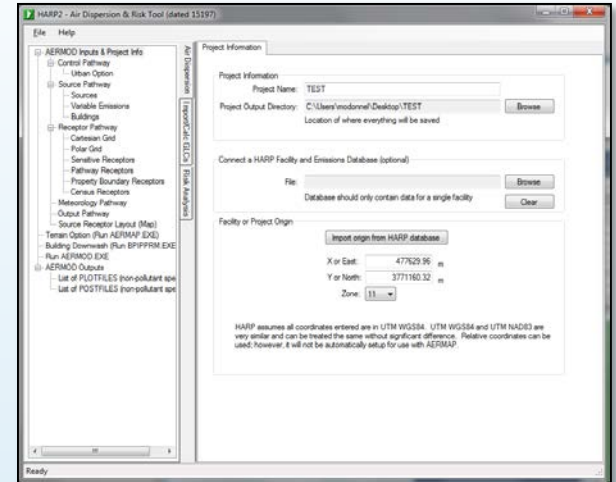 HARP2 - Air Dispersion & Risk Tool (dated 15197)
File Help
AERMOD Inputs & Project Info
Control Pathway
Urban Option
Source Pathway
Sources
Variable Emissions
Buildings
Receptor Pathway
Cartesian Grid
Polar Grid
Sensitive Receptors
Pathway Receptors
Property Boundary Receptors
Census Receptors
Meteorology Pathway
Output Pathway
Source Receptor Layout (Map)
Terrain Option (Run AERMAP.EXE)
Building Downwash (Run BPIPPRM.EXE
Run AERMOD.EXE
AERMOD Outputs
List of PLOTFILES (non-pollutant spe
List of POSTFILES (non-pollutant spe
Air Dispersion
Import/Calc GLCs
Risk Analysis
Project Information
Project Information
Project Name: TEST
Project Output Directory: C:\Users\modonnel\Desktop\TEST Browse
Location of where everything will be saved
Connect a HARP Facility and Emissions Database (optional)
File: Browse
Database should only contain data for a single facility Clear
Facility or Project Origin
Import origin from HARP database
X or East: 477629.96 m
Y or North: 3771160.32 m
Zone: 11
HARP assumes all coordinates entered are in UTM WGS84. UTM WGS84 and UTM NAD83 are
very similar and can be treated the same without significant difference. Relative coordinates can be
used; however, it will not be automatically setup for use with AERMAP.
Ready